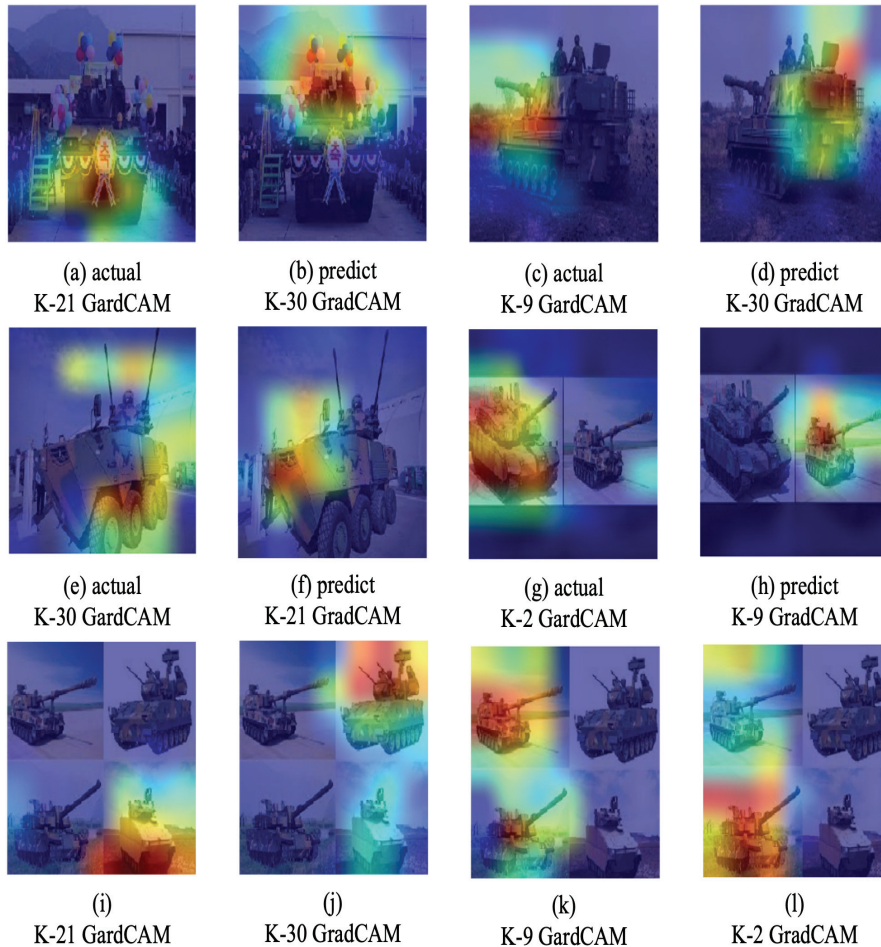 (a) actual
K-21 GardCAM
(b) predict
K-30 GradCAM
(c) actual
K-9 GardCAM
(d) predict
K-30 GradCAM
(e) actual
K-30 GardCAM
(f) predict
K-21 GradCAM
(g) actual
K-2 GardCAM
(h) predict
K-9 GradCAM
(i)
K-21 GardCAM
(j)
K-30 GradCAM
(k)
K-9 GardCAM
(l)
K-2 GradCAM